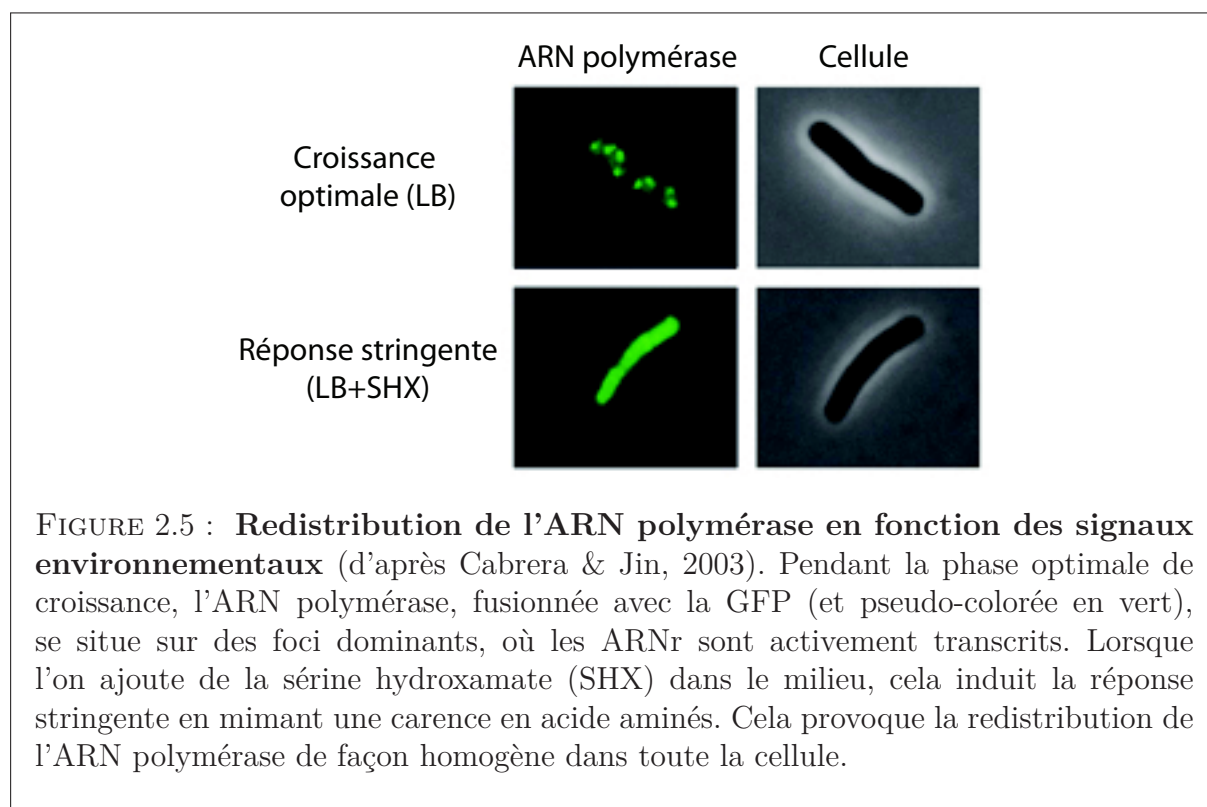 ARN polymérase Cellule
Croissance
optimale (LB)
Réponse stringente
(LB+SHX)
FIGURE 2.5 : Redistribution de l'ARN polymérase en fonction des signaux
environnementaux (d'après Cabrera & Jin, 2003). Pendant la phase optimale de
croissance, l'ARN polymérase, fusionnée avec la GFP (et pseudo-colorée en vert),
se situe sur des foci dominants, où les ARNr sont activement transcrits. Lorsque
l'on ajoute de la sérine hydroxamate (SHX) dans le milieu, cela induit la réponse
stringente en mimant une carence en acide aminés. Cela provoque la redistribution de
l'ARN polymérase de façon homogène dans toute la cellule.